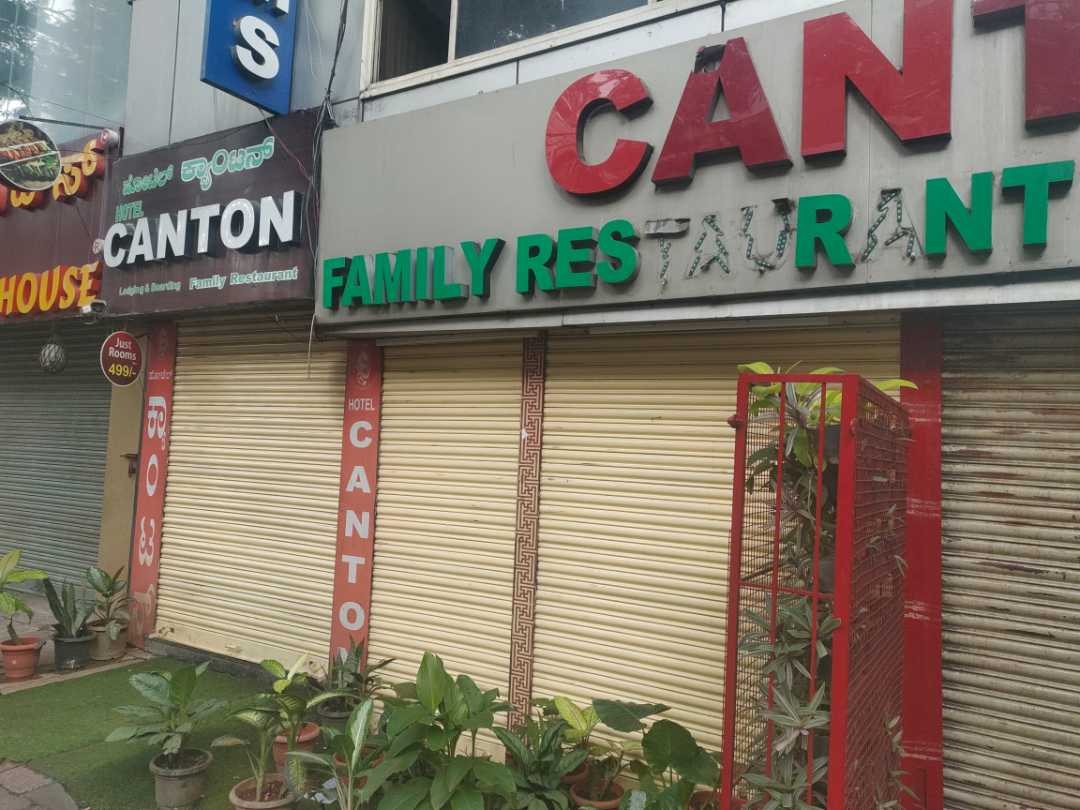 S
HOUSE
ಹೋಟೆಲ್ ಕ್ಯಾಂಟನ್
HOTEL
CANTON
Lodging & Boarding Family Restaurant
CANT
FAMILY RESTAURANT
Just
Rooms
499/-
ಹೋಟೆಲ್
ಕ್ಯಾಂಟ
HOTEL
CANTON